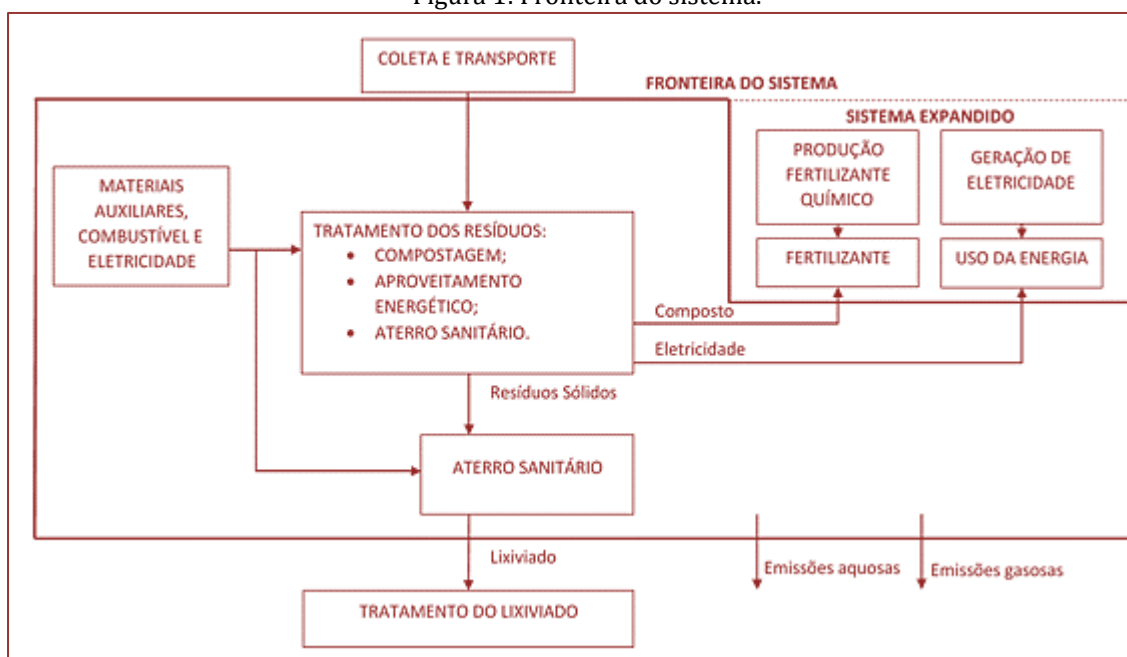 Figura 1: Fronteira do sistema.
COLETA E TRANSPORTE
FRONTEIRA DO SISTEMA
SISTEMA EXPANDIDO
PRODUÇÃO
FERTILIZANTE
QUÍMICO
GERAÇÃO DE
ELETRICIDADE
MATERIAIS
AUXILIARES,
COMBUSTÍVEL E
ELETRICIDADE
TRATAMENTO DOS RESÍDUOS:
• COMPOSTAGEM;
• APROVEITAMENTO
ENERGÉTICO;
• ATERRO SANITÁRIO.
FERTILIZANTE
USO DA ENERGIA
Composto
Eletricidade
Resíduos Sólidos
ATERRO SANITÁRIO
Lixiviado
Emissões aquosas
Emissões gasosas
TRATAMENTO DO LIXIVIADO